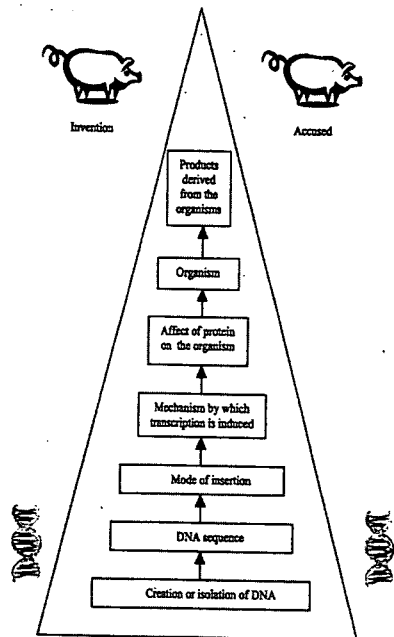 Invention
Accused
Products
derived
from the
organisms
Organism
Affect of protein
on the organism
Mechanism by which
transcription is induced
Mode of insertion
DNA sequence
Creation or isolation of DNA